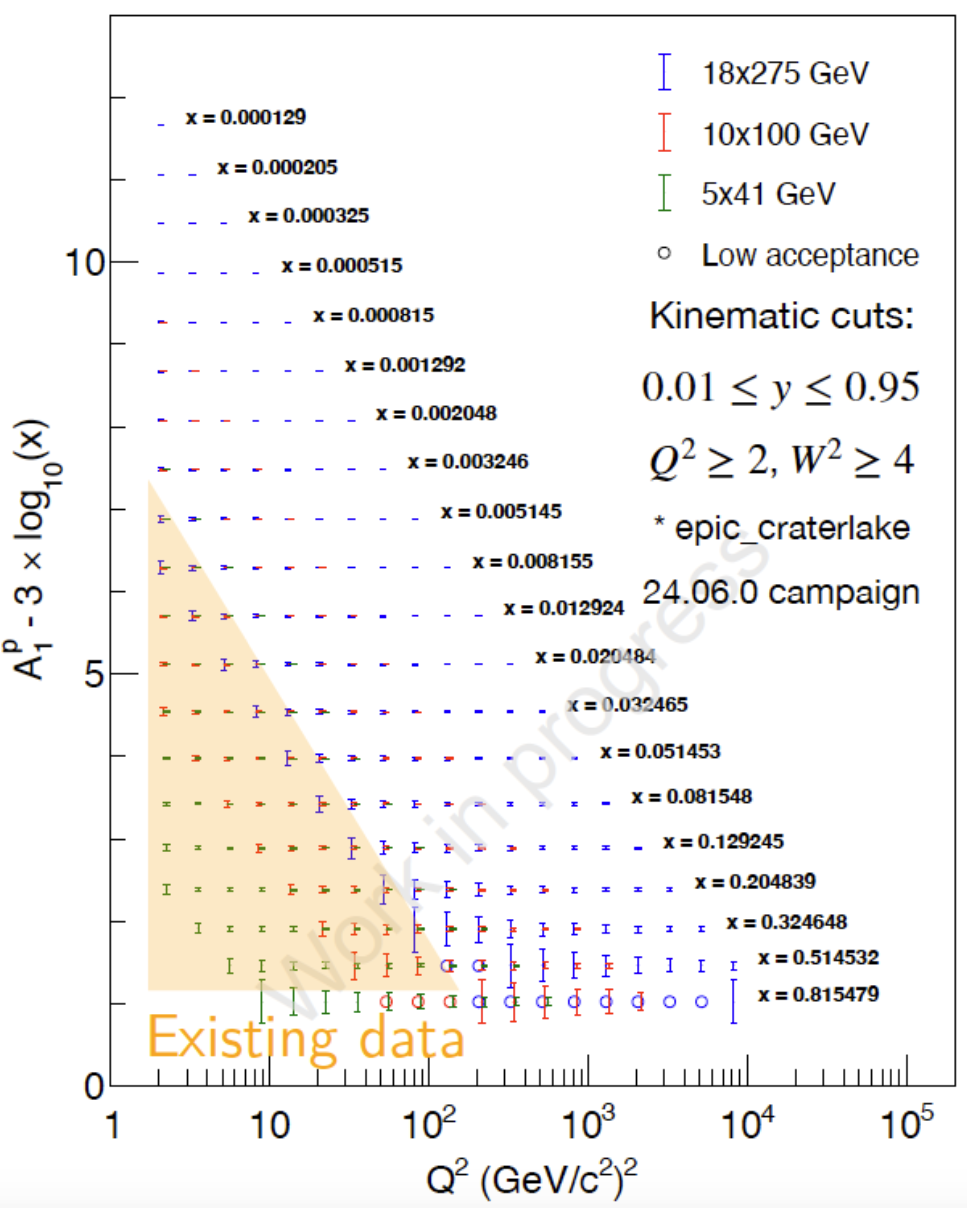 18x275 GeV
10x100 GeV
5x41 GeV
Low acceptance
Kinematic cuts:
0.01 ≤ y ≤ 0.95
Q² ≥ 2, W² ≥ 4
* epic_craterlake
24.06.0 campaign
x = 0.000129
x = 0.000205
x = 0.000325
x = 0.000515
x = 0.000815
x = 0.001292
x = 0.002048
x = 0.003246
x = 0.005145
x = 0.008155
x = 0.012924
x = 0.020484
x = 0.032465
x = 0.051453
x = 0.081548
x = 0.129245
x = 0.204839
x = 0.324648
x = 0.514532
x = 0.815479
Work in progress
Existing data
A₁ᵖ - 3 × log₁₀(x)
10
5
0
1 10 10² 10³ 10⁴ 10⁵
Q² (GeV/c²)²